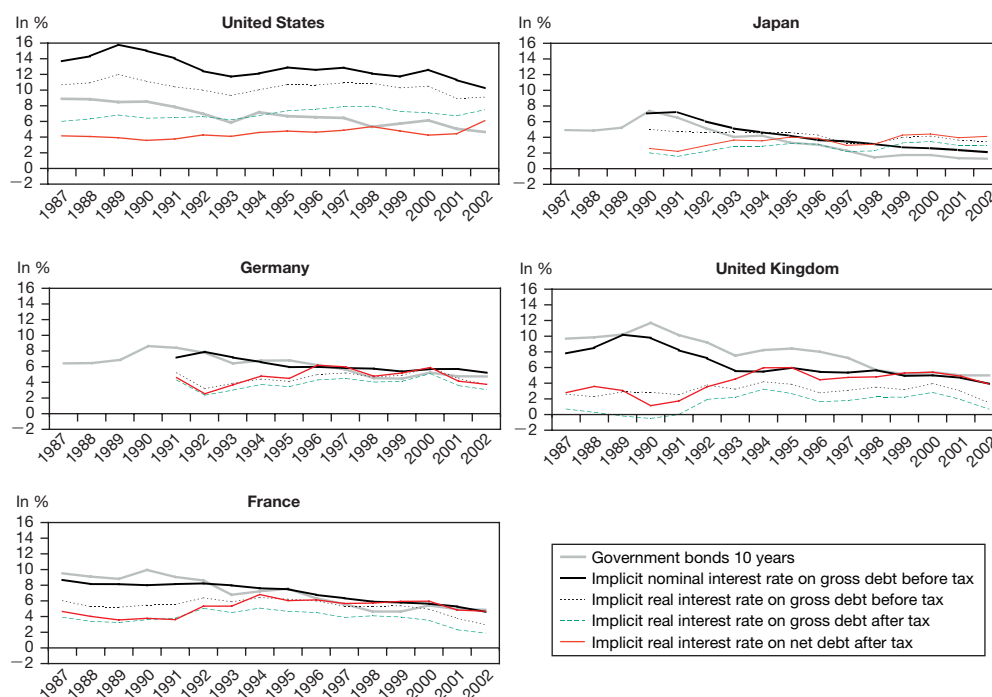 In %
United States
16
14
12
10
8
6
4
2
0
−2
1987 1988 1989 1990 1991 1992 1993 1994 1995 1996 1997 1998 1999 2000 2001 2002
In %
Japan
16
14
12
10
8
6
4
2
0
−2
1987 1988 1989 1990 1991 1992 1993 1994 1995 1996 1997 1998 1999 2000 2001 2002
In %
Germany
16
14
12
10
8
6
4
2
0
−2
1987 1988 1989 1990 1991 1992 1993 1994 1995 1996 1997 1998 1999 2000 2001 2002
In %
United Kingdom
16
14
12
10
8
6
4
2
0
−2
1987 1988 1989 1990 1991 1992 1993 1994 1995 1996 1997 1998 1999 2000 2001 2002
In %
France
16
14
12
10
8
6
4
2
0
−2
1987 1988 1989 1990 1991 1992 1993 1994 1995 1996 1997 1998 1999 2000 2001 2002
Government bonds 10 years
Implicit nominal interest rate on gross debt before tax
Implicit real interest rate on gross debt before tax
Implicit real interest rate on gross debt after tax
Implicit real interest rate on net debt after tax